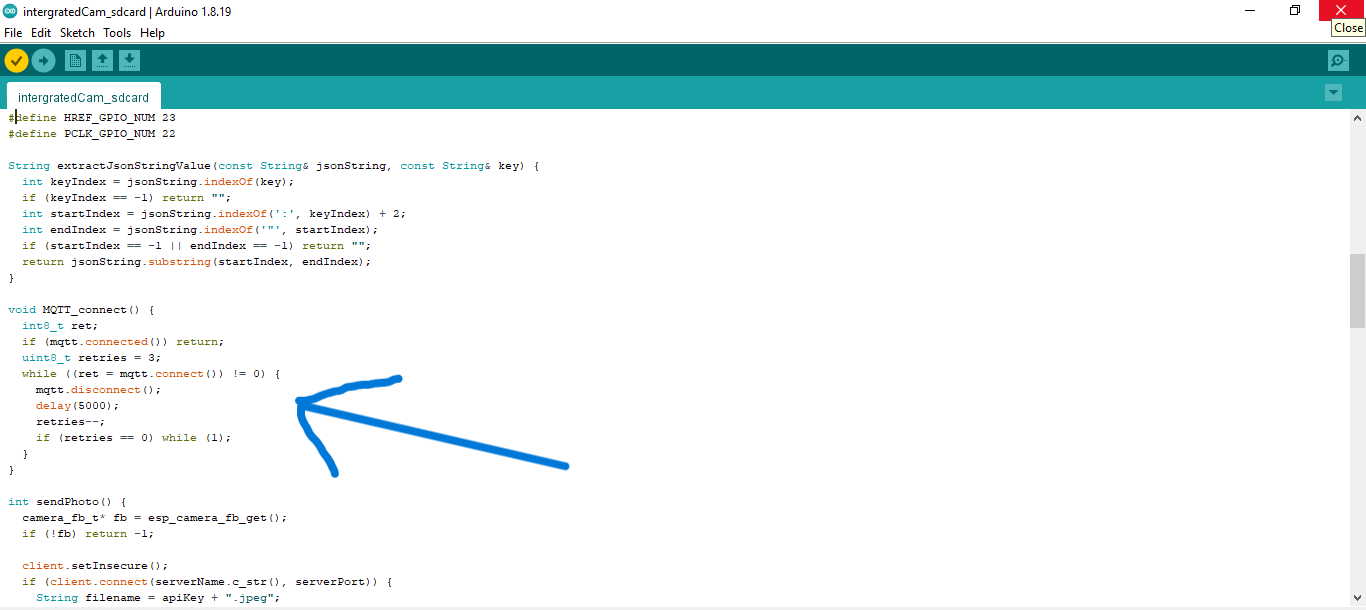 intergratedCam_sdcard | Arduino 1.8.19
Close
File Edit Sketch Tools Help
intergratedCam_sdcard
#define HREF_GPIO_NUM 23
#define PCLK_GPIO_NUM 22
String extractJsonStringValue(const String& jsonString, const String& key) {
  int keyIndex = jsonString.indexOf(key);
  if (keyIndex == -1) return "";
  int startIndex = jsonString.indexOf(':', keyIndex) + 2;
  int endIndex = jsonString.indexOf('"', startIndex);
  if (startIndex == -1 || endIndex == -1) return "";
  return jsonString.substring(startIndex, endIndex);
}
void MQTT_connect() {
  int8_t ret;
  if (mqtt.connected()) return;
  uint8_t retries = 3;
  while ((ret = mqtt.connect()) != 0) {
    mqtt.disconnect();
    delay(5000);
    retries--;
    if (retries == 0) while (1);
  }
}
int sendPhoto() {
  camera_fb_t* fb = esp_camera_fb_get();
  if (!fb) return -1;
  client.setInsecure();
  if (client.connect(serverName.c_str(), serverPort)) {
    String filename = apiKey + ".jpeg";